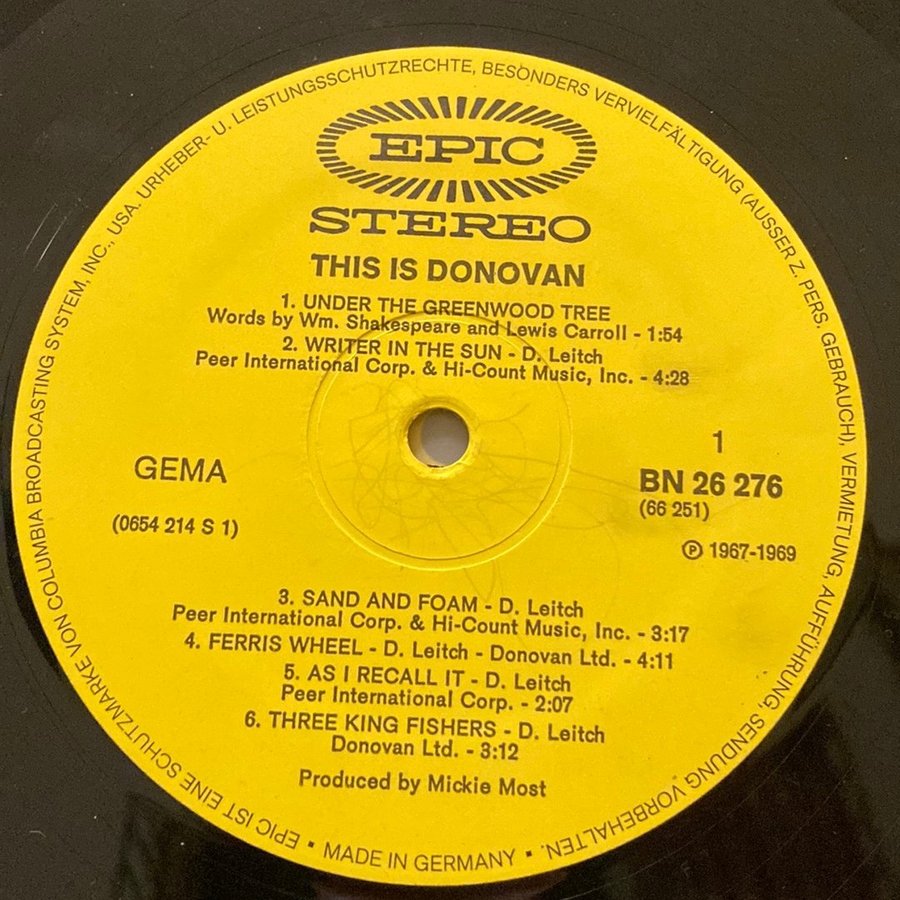 EPIC
STEREO
THIS IS DONOVAN
1. UNDER THE GREENWOOD TREE
Words by Wm. Shakespeare and Lewis Carroll - 1:54
2. WRITER IN THE SUN - D. Leitch
Peer International Corp. & Hi-Count Music, Inc. - 4:28
GEMA
(0654 214 S 1)
1
BN 26 276
(66 251)
℗ 1967-1969
3. SAND AND FOAM - D. Leitch
Peer International Corp. & Hi-Count Music, Inc. - 3:17
4. FERRIS WHEEL - D. Leitch - Donovan Ltd. - 4:11
5. AS I RECALL IT - D. Leitch
Peer International Corp. - 2:07
6. THREE KING FISHERS - D. Leitch
Donovan Ltd. - 3:12
Produced by Mickie Most
EPIC IST EINE SCHUTZMARKE VON COLUMBIA BROADCASTING SYSTEM, INC., USA. URHEBER- U. LEISTUNGSSCHUTZRECHTE, BESONDERS VERVIELFÄLTIGUNG (AUSSER Z. PERS. GEBRAUCH), VERMIETUNG, AUFFÜHRUNG, SENDUNG VORBEHALTEN.
▪ MADE IN GERMANY ▪